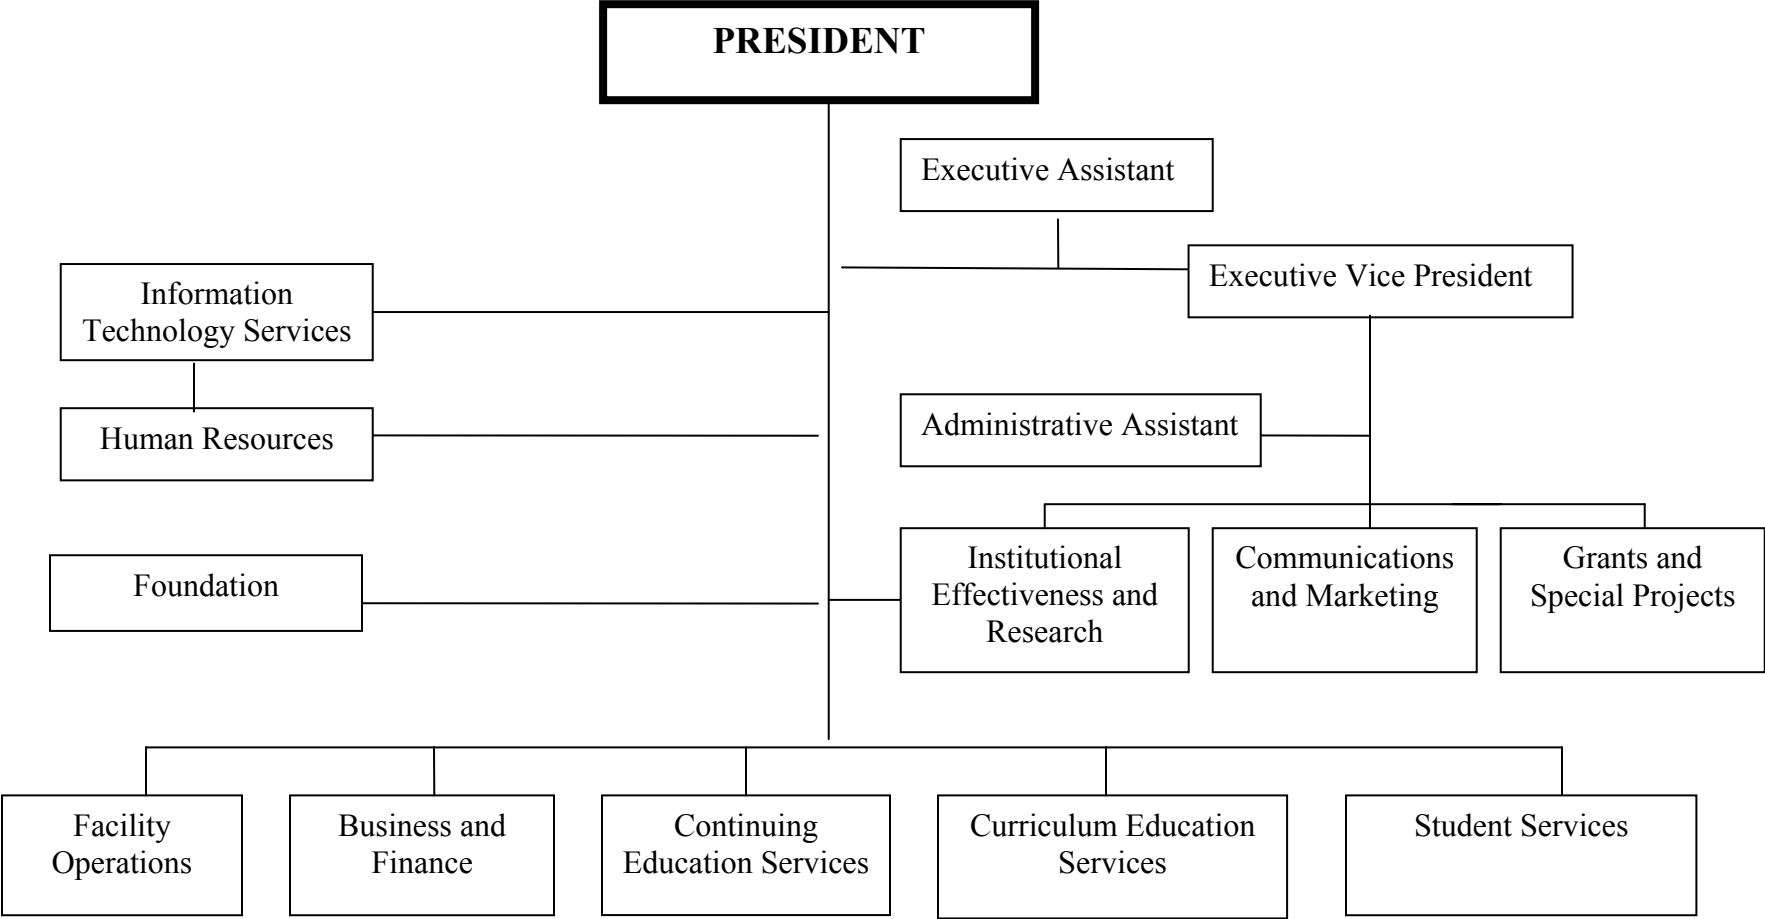 PRESIDENT
Executive Assistant
Executive Vice President
Information
Technology Services
Administrative Assistant
Human Resources
Institutional
Effectiveness and
Research
Communications
and Marketing
Grants and
Special Projects
Foundation
Facility
Operations
Business and
Finance
Continuing
Education Services
Curriculum Education
Services
Student Services